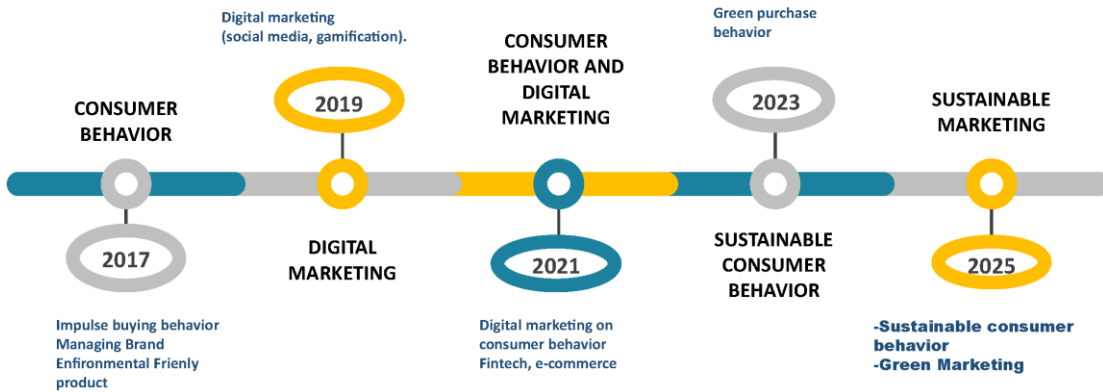 CONSUMER
BEHAVIOR
2017
Impulse buying behavior
Managing Brand
Enfironmental Frienly
product
Digital marketing
(social media, gamification).
2019
DIGITAL
MARKETING
CONSUMER
BEHAVIOR AND
DIGITAL
MARKETING
2021
Digital marketing on
consumer behavior
Fintech, e-commerce
Green purchase
behavior
2023
SUSTAINABLE
CONSUMER
BEHAVIOR
SUSTAINABLE
MARKETING
2025
-Sustainable consumer
behavior
-Green Marketing